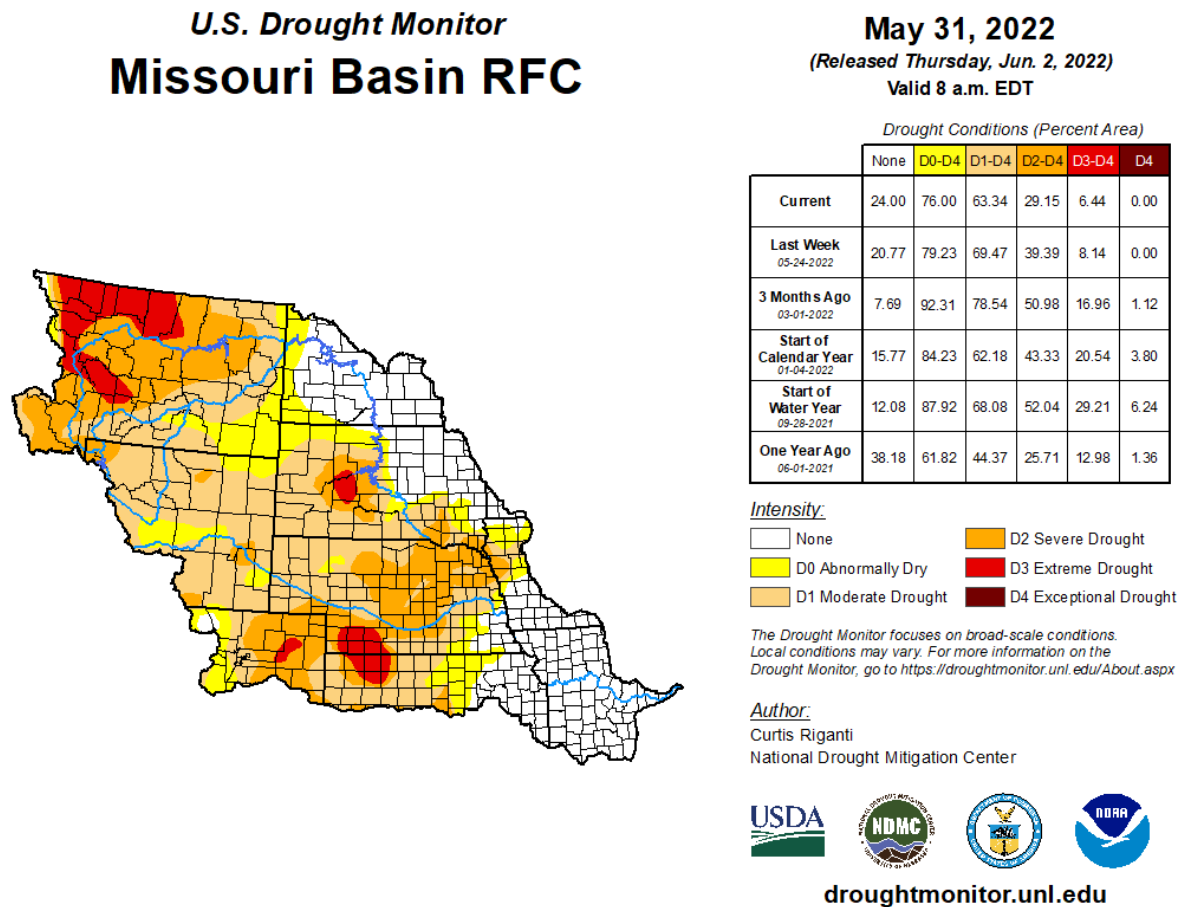 U.S. Drought Monitor
Missouri Basin RFC
May 31, 2022
(Released Thursday, Jun. 2, 2022)
Valid 8 a.m. EDT
Drought Conditions (Percent Area)
None D0-D4 D1-D4 D2-D4 D3-D4 D4
Current 24.00 76.00 63.34 29.15 6.44 0.00
Last Week
05-24-2022 20.77 79.23 69.47 39.39 8.14 0.00
3 Months Ago
03-01-2022 7.69 92.31 78.54 50.98 16.96 1.12
Start of
Calendar Year
01-04-2022 15.77 84.23 62.18 43.33 20.54 3.80
Start of
Water Year
09-28-2021 12.08 87.92 68.08 52.04 29.21 6.24
One Year Ago
06-01-2021 38.18 61.82 44.37 25.71 12.98 1.36
Intensity:
None
D0 Abnormally Dry
D1 Moderate Drought
D2 Severe Drought
D3 Extreme Drought
D4 Exceptional Drought
The Drought Monitor focuses on broad-scale conditions.
Local conditions may vary. For more information on the
Drought Monitor, go to https://droughtmonitor.unl.edu/About.aspx
Author:
Curtis Riganti
National Drought Mitigation Center
USDA
NDMC
NOAA
droughtmonitor.unl.edu